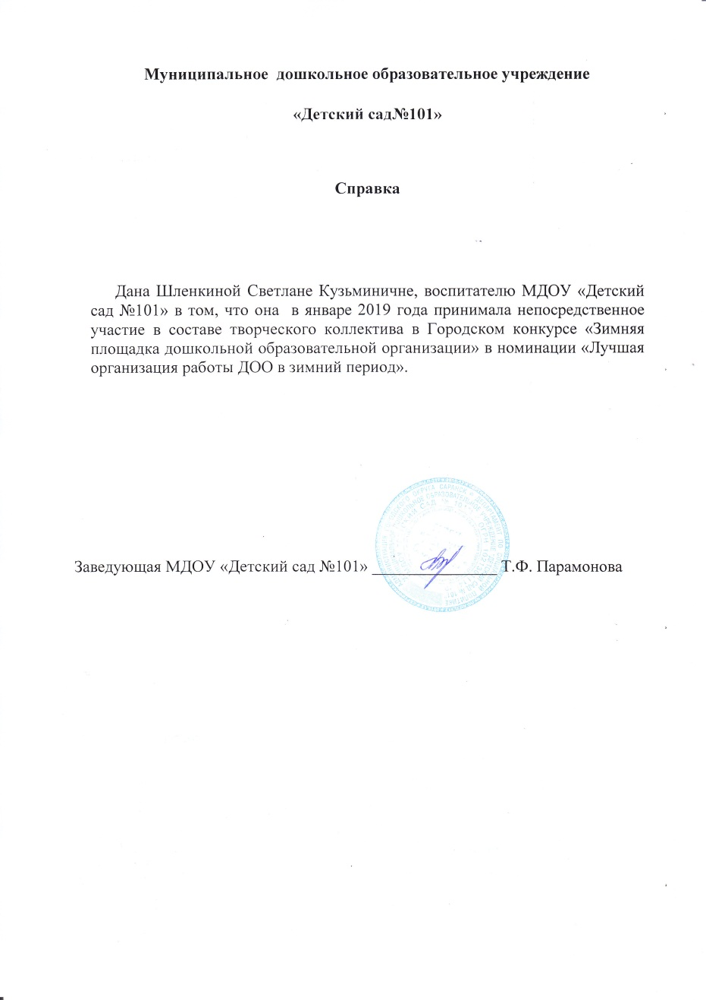 Муниципальное дошкольное образовательное учреждение
«Детский сад№101»
Справка
Дана Шленкиной Светлане Кузьминичне, воспитателю МДОУ «Детский
сад №101» в том, что она в январе 2019 года принимала непосредственное
участие в составе творческого коллектива в Городском конкурсе «Зимняя
площадка дошкольной образовательной организации» в номинации «Лучшая
организация работы ДОО в зимний период».
Заведующая МДОУ «Детский сад №101» _______________ Т.Ф. Парамонова